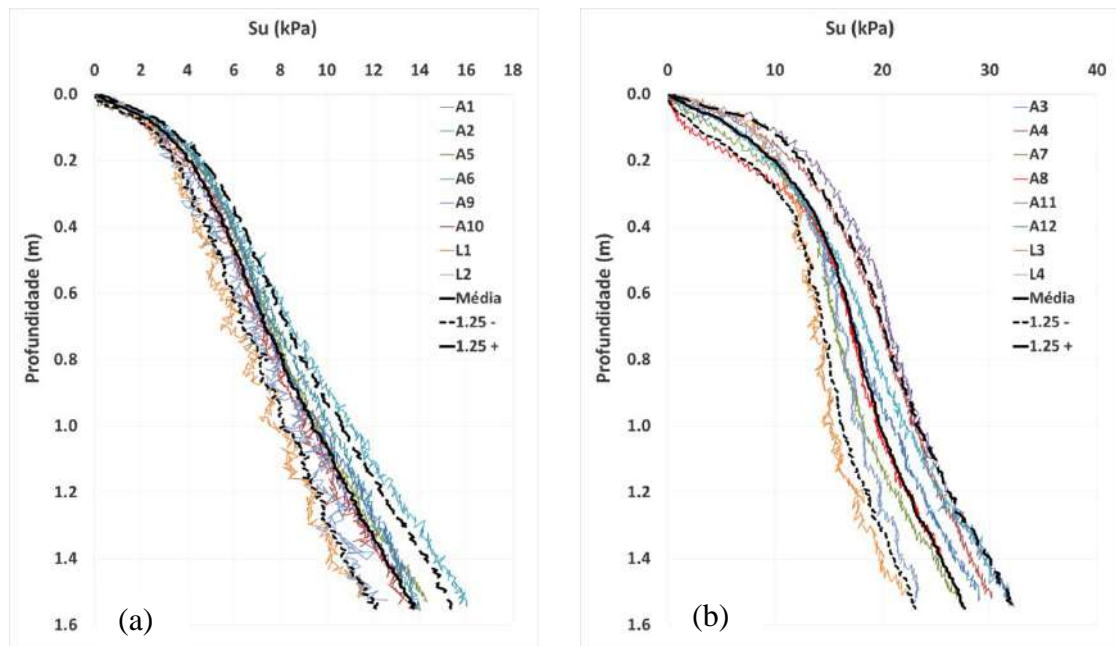 Su (kPa)
0 2 4 6 8 10 12 14 16 18
0.0
0.2
0.4
0.6
0.8
1.0
1.2
1.4
1.6
Profundidade (m)
A1
A2
A5
A6
A9
A10
L1
L2
Média
1.25 -
1.25 +
(a)
Su (kPa)
0 10 20 30 40
0.0
0.2
0.4
0.6
0.8
1.0
1.2
1.4
1.6
Profundidade (m)
A3
A4
A7
A8
A11
A12
L3
L4
Média
1.25 -
1.25 +
(b)